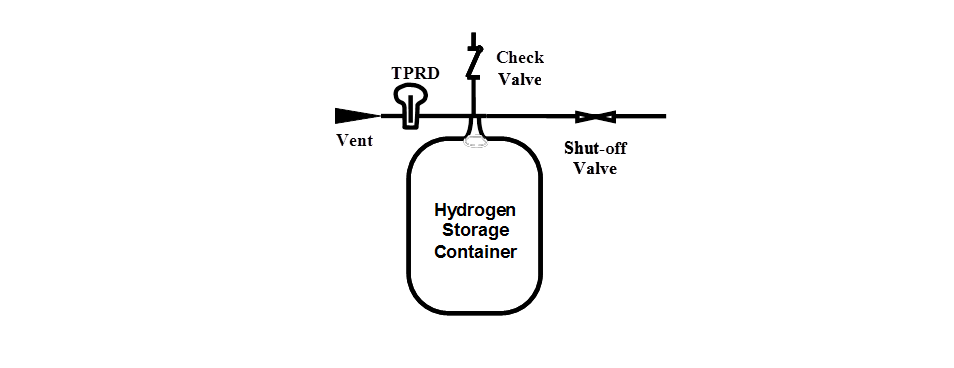 Check
Valve
TPRD
Vent
Shut-off
Valve
Hydrogen
Storage
Container